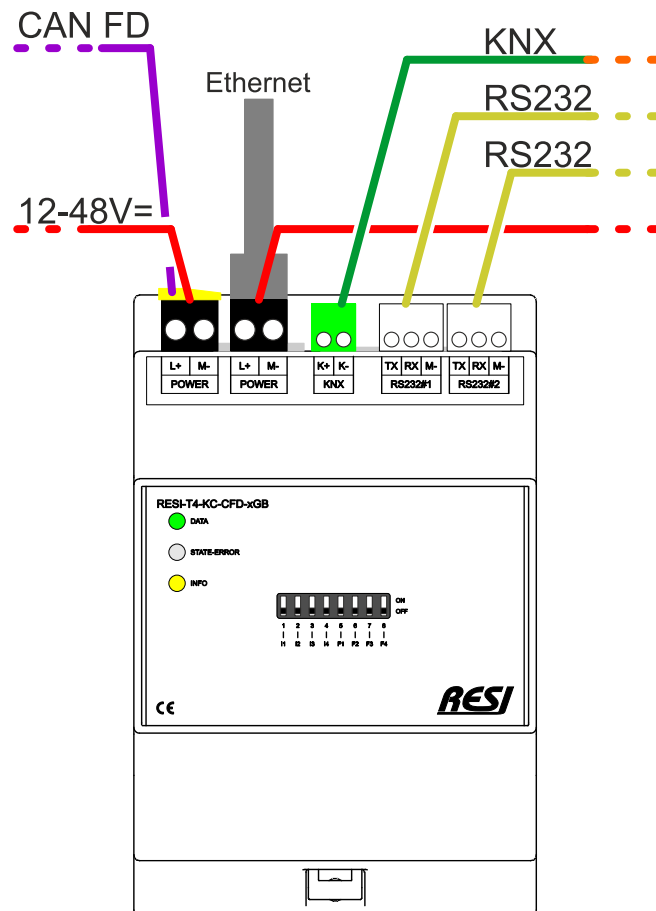 CAN FD
KNX
Ethernet
RS232
RS232
12-48V=
L+ M- L+ M- K+ K- TX RX M- TX RX M-
POWER POWER KNX RS232#1 RS232#2
RESI-T4-KC-CFD-xGB
DATA
STATE-ERROR
INFO
ON
OFF
1 2 3 4 5 6 7 8
I1 I2 I3 I4 F1 F2 F3 F4
CE RESI